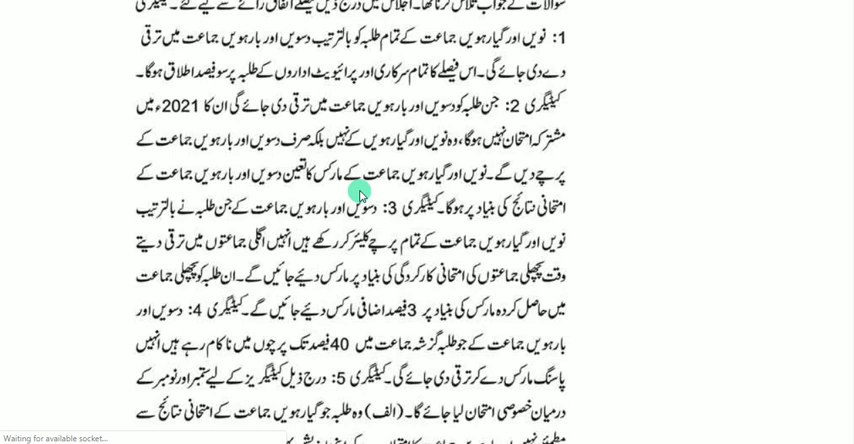 سوالات کے جواب تلاش کرنا تھا۔ اجلاس میں درج ذیل فیصلے اتفاق رائے سے کیے گئے۔ کیٹیگری
1: نویں اور گیارہویں جماعت کے تمام طلبہ کو بالترتیب دسویں اور بارہویں جماعت میں ترقی
دے دی جائے گی۔ اس فیصلے کا تمام سرکاری اور پرائیویٹ اداروں کے طلبہ پر سو فیصد اطلاق ہوگا۔
کیٹیگری 2: جن طلبہ کو دسویں اور بارہویں جماعت میں ترقی دی جائے گی ان کا 2021ء میں
مشترکہ امتحان نہیں ہوگا، وہ نویں اور گیارہویں کے نہیں بلکہ صرف دسویں اور بارہویں جماعت کے
پرچے دیں گے۔ نویں اور گیارہویں جماعت کے مارکس کا تعین دسویں اور بارہویں جماعت کے
امتحانی نتائج کی بنیاد پر ہوگا۔ کیٹیگری 3: دسویں اور بارہویں جماعت کے جن طلبہ نے بالترتیب
نویں اور گیارہویں جماعت کے تمام پرچے کلیئر کر رکھے ہیں انہیں اگلی جماعتوں میں ترقی دیتے
وقت پچھلی جماعتوں کی امتحانی کارکردگی کی بنیاد پر مارکس دیئے جائیں گے۔ ان طلبہ کو پچھلی جماعت
میں حاصل کردہ مارکس کی بنیاد پر 3 فیصد اضافی مارکس دیئے جائیں گے۔ کیٹیگری 4: دسویں اور
بارہویں جماعت کے جو طلبہ گزشتہ جماعت میں 40 فیصد تک پرچوں میں ناکام رہے ہیں انہیں
پاسنگ مارکس دے کر ترقی دی جائے گی۔ کیٹیگری 5: درج ذیل کیٹیگریز کے لیے ستمبر اور نومبر کے
درمیان خصوصی امتحان لیا جائے گا۔ (الف) وہ طلبہ جو گیارہویں جماعت کے امتحانی نتائج سے
Waiting for available socket...